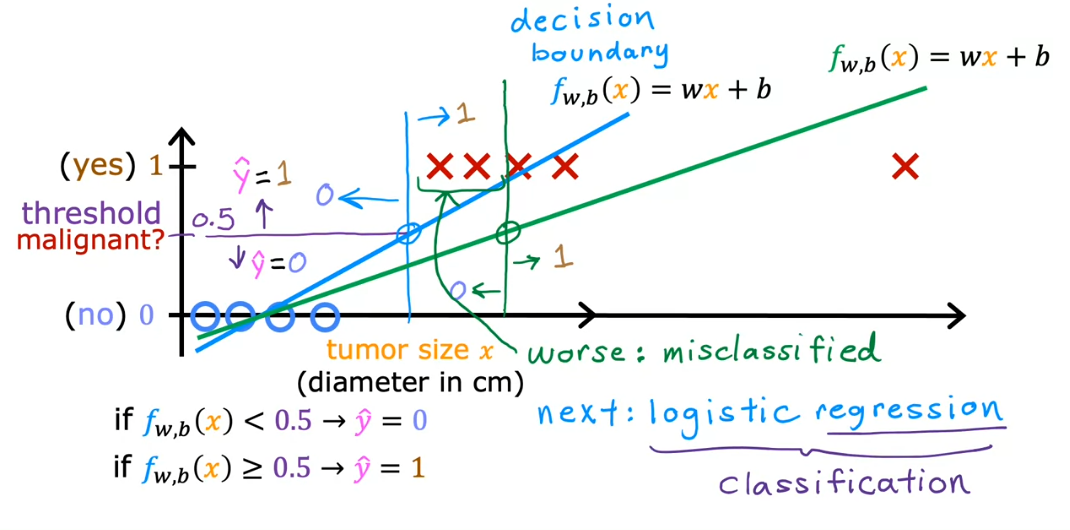 decision
boundary
f_{w,b}(x) = wx + b
f_{w,b}(x) = wx + b
→ 1
(yes) 1
ŷ = 1
0 ←
threshold
0.5 ↑
malignant?
↓ ŷ = 0
→ 1
0 ←
(no) 0
tumor size x
(diameter in cm)
worse: misclassified
if f_{w,b}(x) < 0.5 → ŷ = 0
if f_{w,b}(x) ≥ 0.5 → ŷ = 1
next: logistic regression
classification